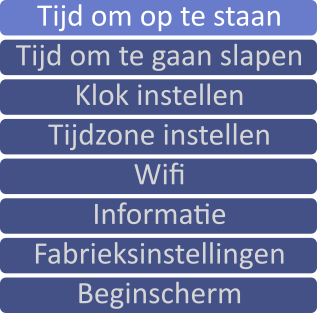 Tijd om op te staan
Tijd om te gaan slapen
Klok instellen
Tijdzone instellen
Wifi
Informatie
Fabrieksinstellingen
Beginscherm